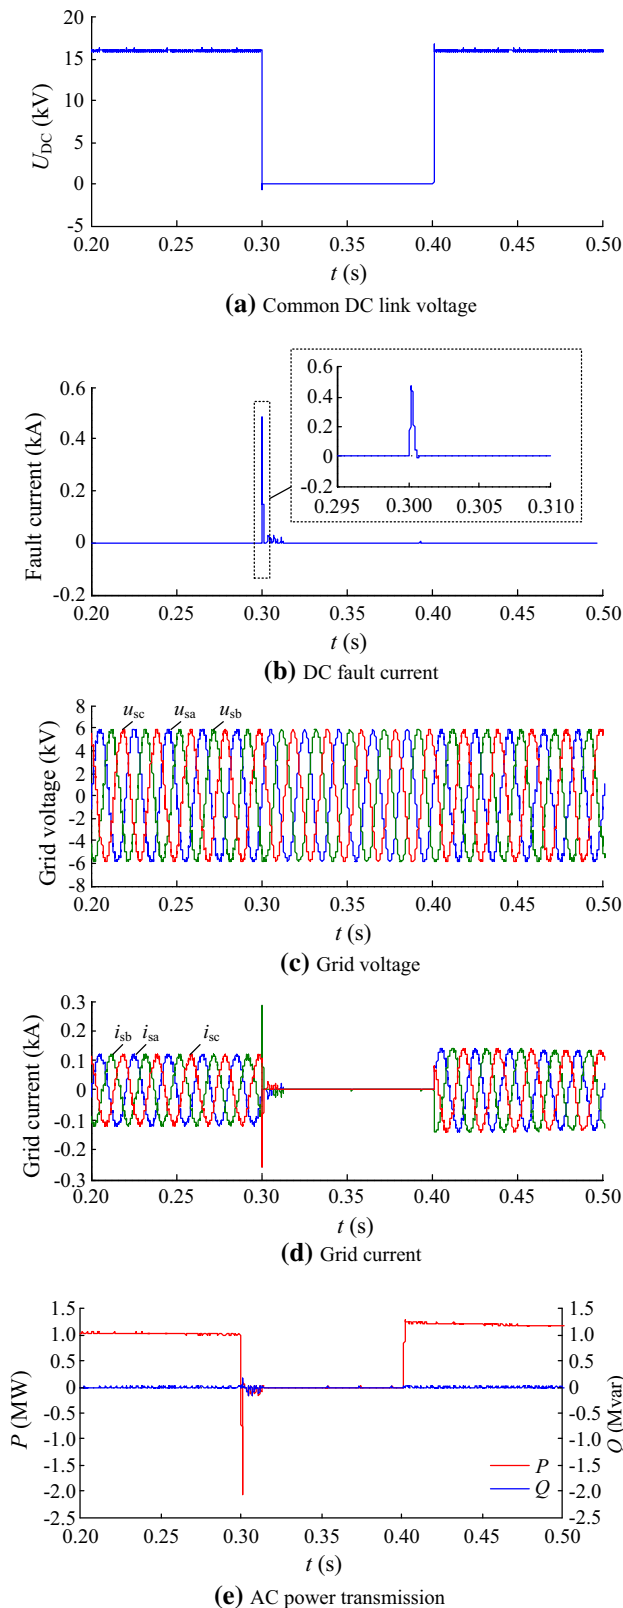 20
15
10
5
0
-5
U_DC (kV)
0.20 0.25 0.30 0.35 0.40 0.45 0.50
t (s)
(a) Common DC link voltage
0.6
0.4
0.2
0
-0.2
Fault current (kA)
0.6
0.4
0.2
0
-0.2
0.295 0.300 0.305 0.310
0.20 0.25 0.30 0.35 0.40 0.45 0.50
t (s)
(b) DC fault current
8
6
4
2
0
-2
-4
-6
-8
Grid voltage (kV)
u_sc u_sa u_sb
0.20 0.25 0.30 0.35 0.40 0.45 0.50
t (s)
(c) Grid voltage
0.3
0.2
0.1
0
-0.1
-0.2
-0.3
Grid current (kA)
i_sb i_sa i_sc
0.20 0.25 0.30 0.35 0.40 0.45 0.50
t (s)
(d) Grid current
1.5
1.0
0.5
0
-0.5
-1.0
-1.5
-2.0
-2.5
P (MW)
1.5
1.0
0.5
0
-0.5
-1.0
-1.5
-2.0
-2.5
Q (Mvar)
P
Q
0.20 0.25 0.30 0.35 0.40 0.45 0.50
t (s)
(e) AC power transmission